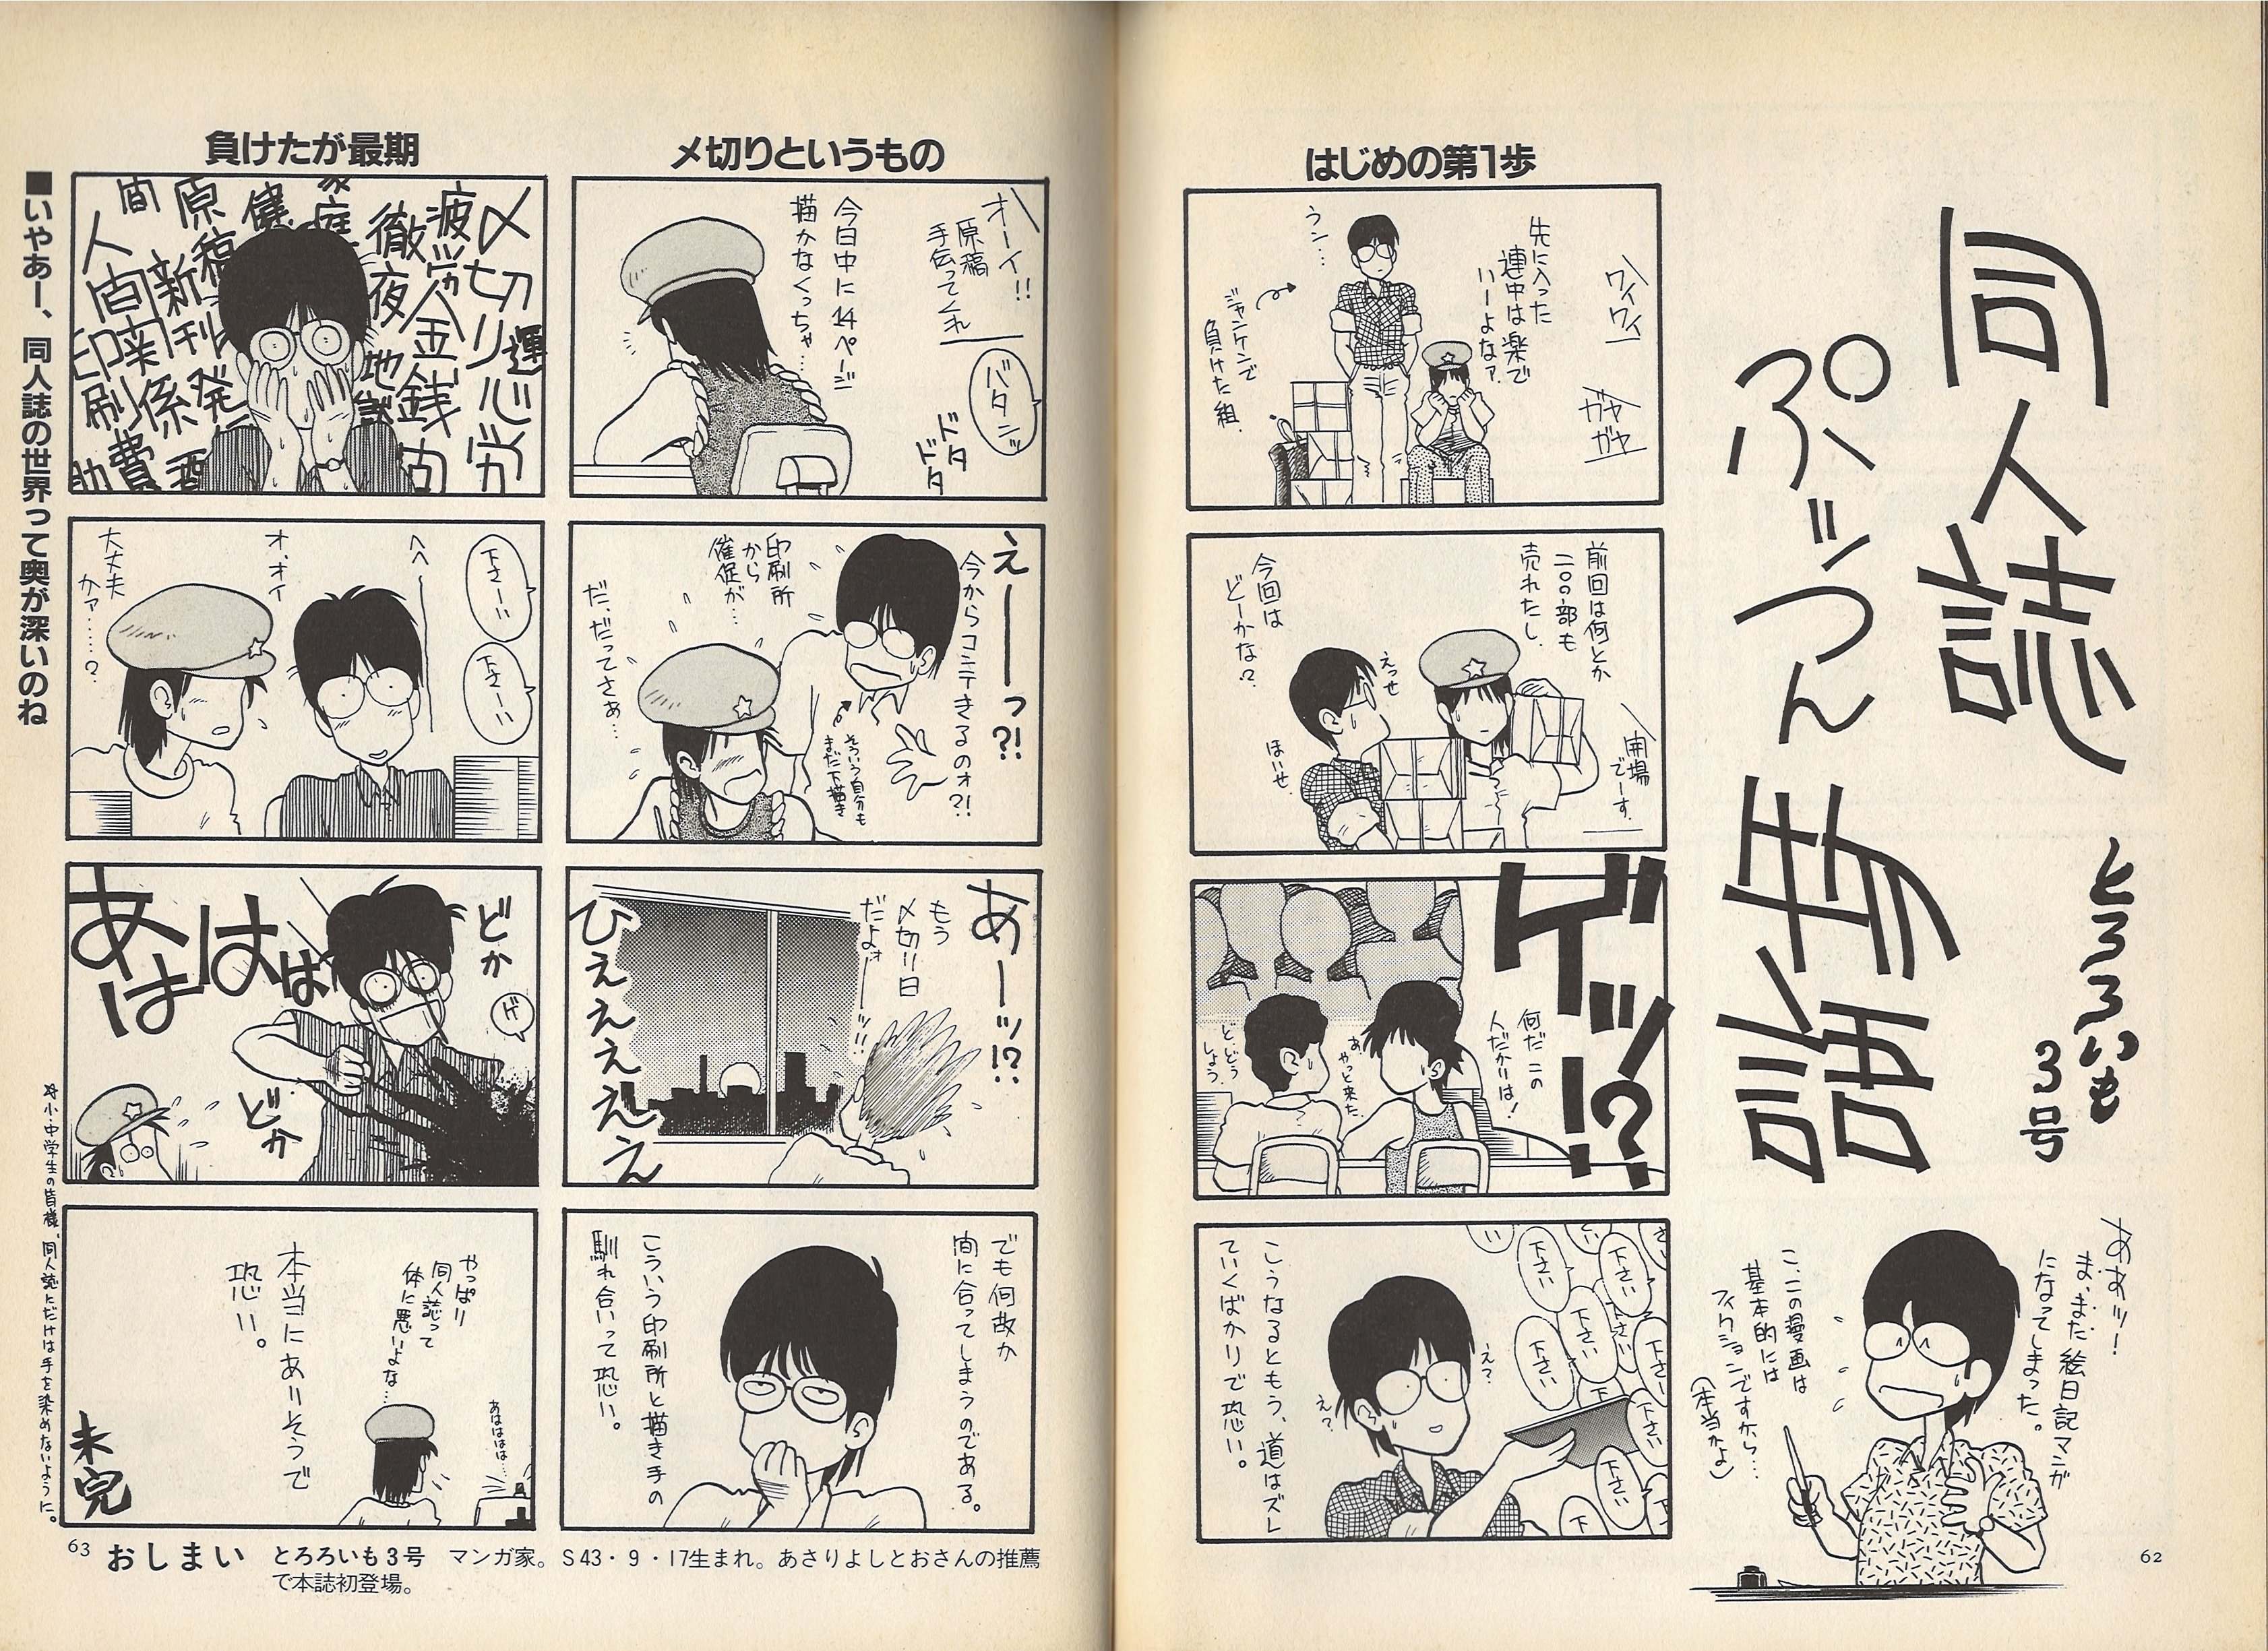 同人誌
ぷッつん
物語
とろろいも
3号
ああッ!
ま、また絵日記マンガ
になってしまった。
こ、この漫画は
基本的には
フィクションですから…
(本当かよ)
62
はじめの第1歩
ワイワイ
ガヤガヤ
先に入った
連中は楽で
いーよなァ
うン…
ジャンケンで
負けた組
前回は何とか
二〇〇部も
売れたし
開場
でーす
えっせ
ほいせ
今回は
どーかな?
ゲッ!?
何だこの
人だかりは!
あ、やっと来た
ど、どう
しよう
下さい
下さい
下さい
下さい
下さい
下さい
下さい
え?
え?
こうなるともう、道はズレ
ていくばかりで恐い。
〆切りというもの
オーイ!!
原稿
手伝ってくれ
バタンッ
ドタ
ドタ
今日中に14ページ
描かなくっちゃ…
えーーっ?!
今からコミテきるのォ?!
印刷所
から
催促が…
そういう自分も
まだ下描き
だ、だってさぁ…
あーッ!?
もう
〆切り日
だよォーッ!!
ひええええええ
でも何故か
間に合ってしまうのである。
こういう印刷所と描き手の
馴れ合いって恐い。
負けたが最期
〆切り
運
心労
疲労
金銭
徹夜
家庭
健
原稿
新刊
発
人間
印刷
費
酒
下さーい
下さーい
へへ
オ、オイ
大丈夫
かァ……?
どか
ゲ
あははは
どか
やっぱり
同人誌って
体に悪いよな…
あははは…
本当にありそうで
恐い。
未完
■いやあー、同人誌の世界って奥が深いのね
☆小中学生の皆様、同人誌にだけは手を染めないように。
63
おしまい
とろろいも3号 マンガ家。S43・9・17生まれ。あさりよしとおさんの推薦
で本誌初登場。